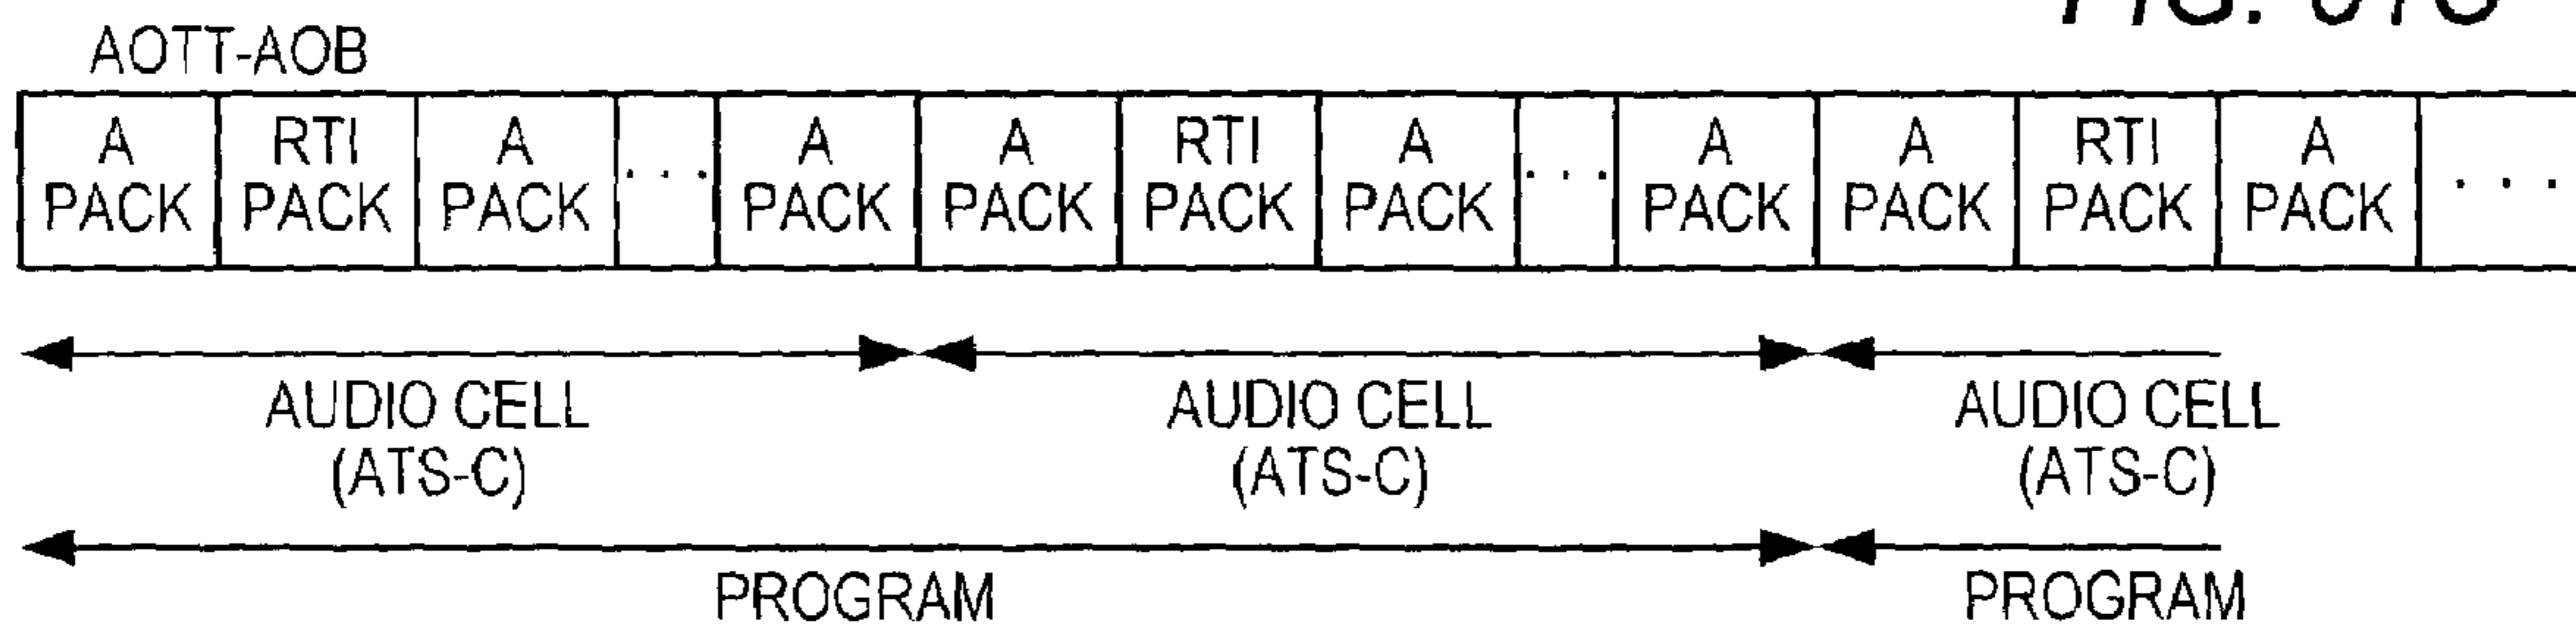 AOTT-AOB
A PACK RTI PACK A PACK ... A PACK A PACK RTI PACK A PACK ... A PACK A PACK RTI PACK A PACK ...
AUDIO CELL AUDIO CELL AUDIO CELL
(ATS-C) (ATS-C) (ATS-C)
PROGRAM PROGRAM